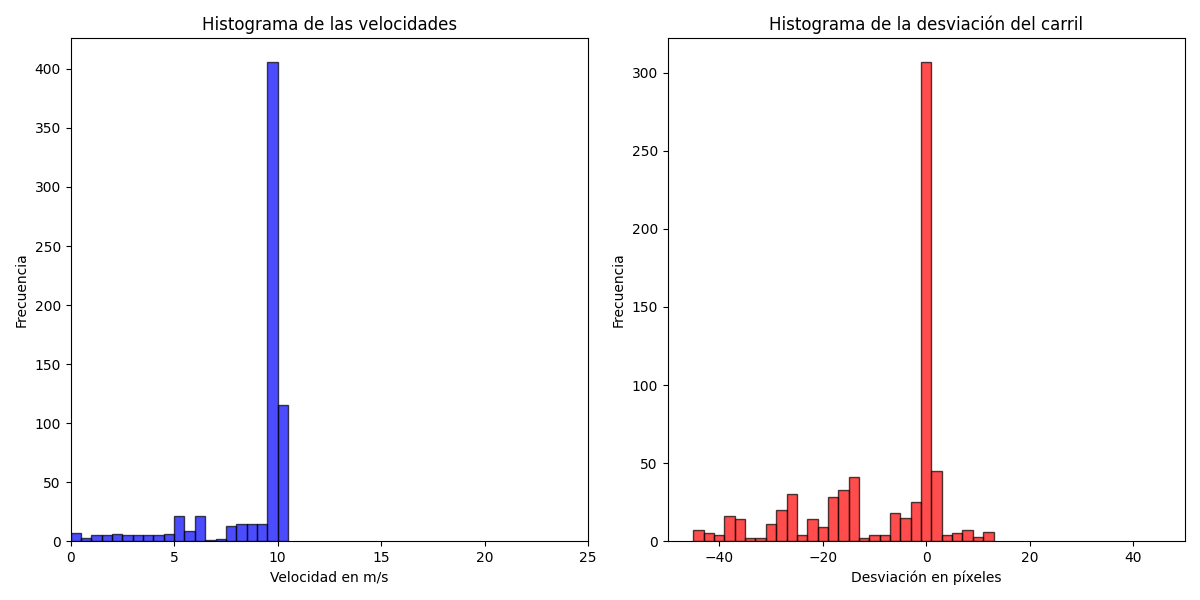 Histograma de las velocidades
400
350
300
250
200
150
100
50
0
Frecuencia
0 5 10 15 20 25
Velocidad en m/s
Histograma de la desviación del carril
300
250
200
150
100
50
0
Frecuencia
−40 −20 0 20 40
Desviación en píxeles